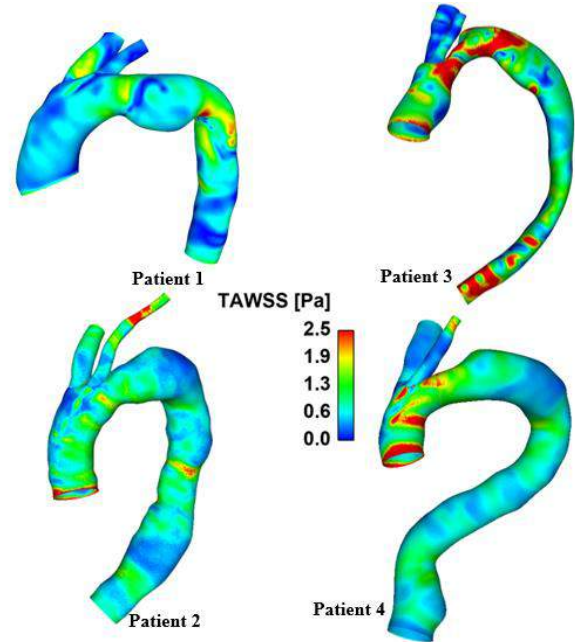 Patient 1
Patient 3
TAWSS [Pa]
2.5
1.9
1.3
0.6
0.0
Patient 2
Patient 4